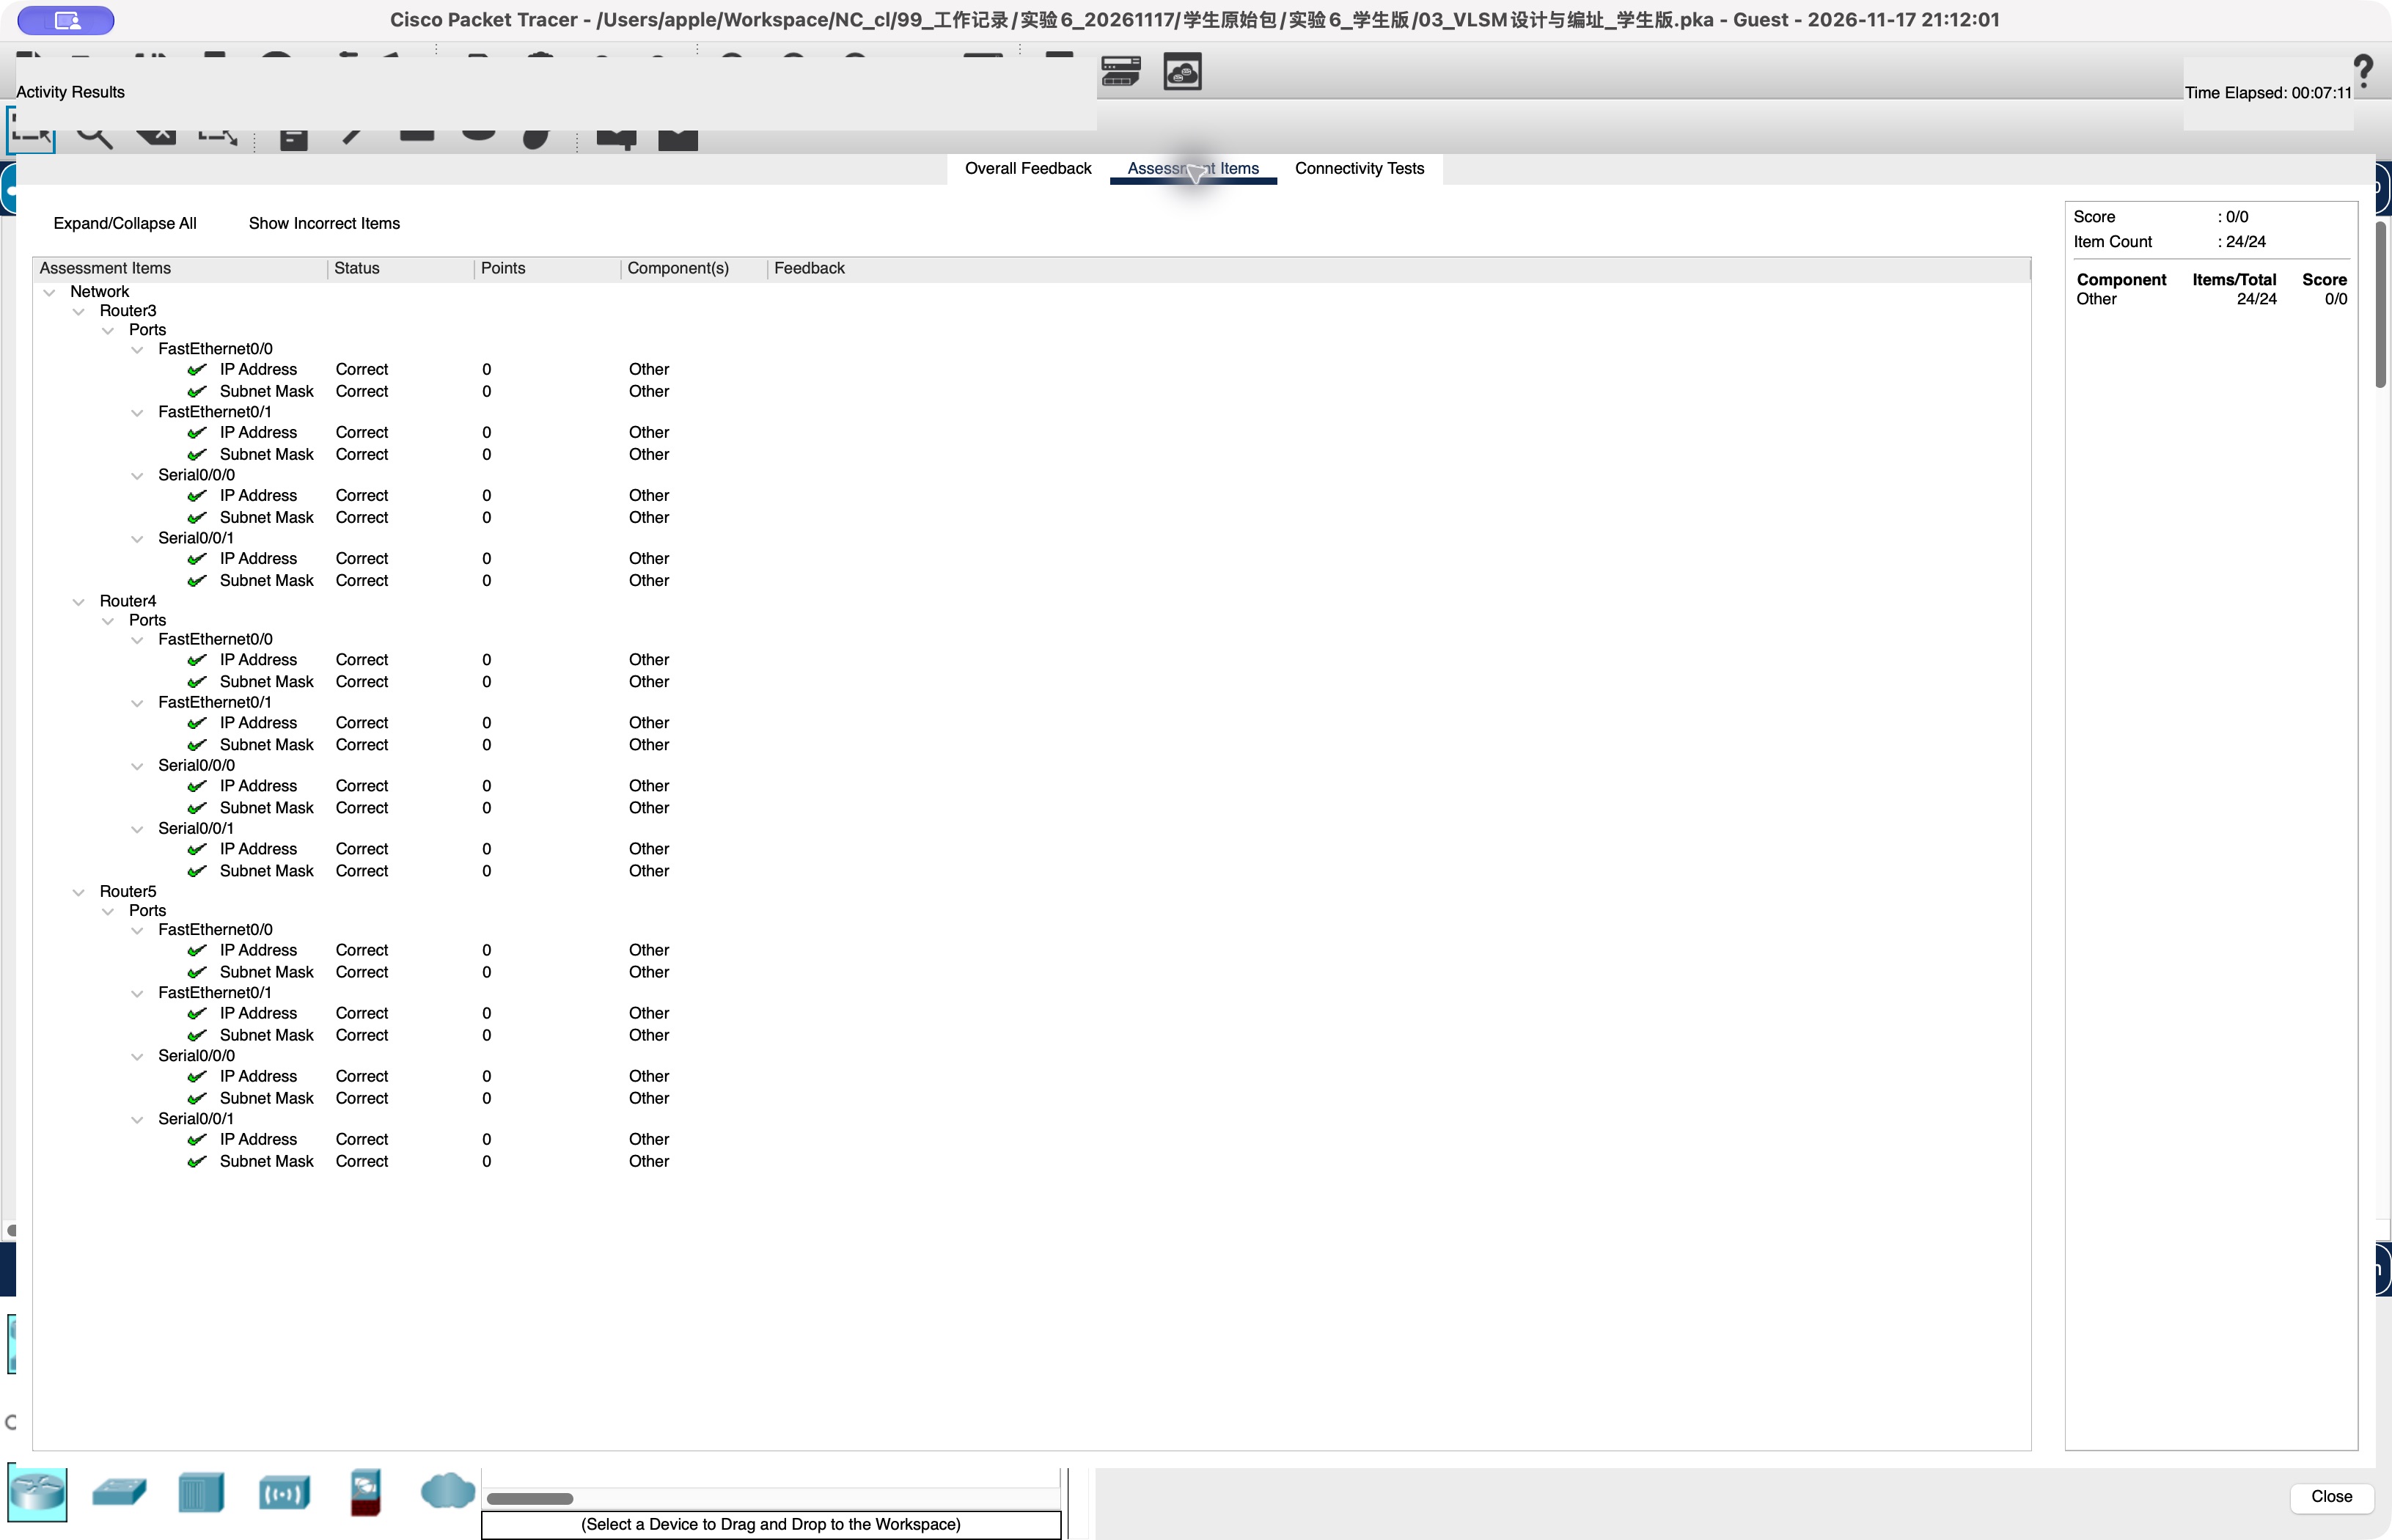 Cisco Packet Tracer - /Users/apple/Workspace/NC_cl/99_工作记录/实验6_20261117/学生原始包/实验6_学生版/03_VLSM设计与编址_学生版.pka - Guest - 2026-11-17 21:12:01
?
Activity Results
Time Elapsed: 00:07:11
Overall Feedback Assessment Items Connectivity Tests
Expand/Collapse All Show Incorrect Items
Score : 0/0
Item Count : 24/24
Component Items/Total Score
Other 24/24 0/0
Assessment Items Status Points Component(s) Feedback
Network
Router3
Ports
FastEthernet0/0
IP Address Correct 0 Other
Subnet Mask Correct 0 Other
FastEthernet0/1
IP Address Correct 0 Other
Subnet Mask Correct 0 Other
Serial0/0/0
IP Address Correct 0 Other
Subnet Mask Correct 0 Other
Serial0/0/1
IP Address Correct 0 Other
Subnet Mask Correct 0 Other
Router4
Ports
FastEthernet0/0
IP Address Correct 0 Other
Subnet Mask Correct 0 Other
FastEthernet0/1
IP Address Correct 0 Other
Subnet Mask Correct 0 Other
Serial0/0/0
IP Address Correct 0 Other
Subnet Mask Correct 0 Other
Serial0/0/1
IP Address Correct 0 Other
Subnet Mask Correct 0 Other
Router5
Ports
FastEthernet0/0
IP Address Correct 0 Other
Subnet Mask Correct 0 Other
FastEthernet0/1
IP Address Correct 0 Other
Subnet Mask Correct 0 Other
Serial0/0/0
IP Address Correct 0 Other
Subnet Mask Correct 0 Other
Serial0/0/1
IP Address Correct 0 Other
Subnet Mask Correct 0 Other
Close
(Select a Device to Drag and Drop to the Workspace)